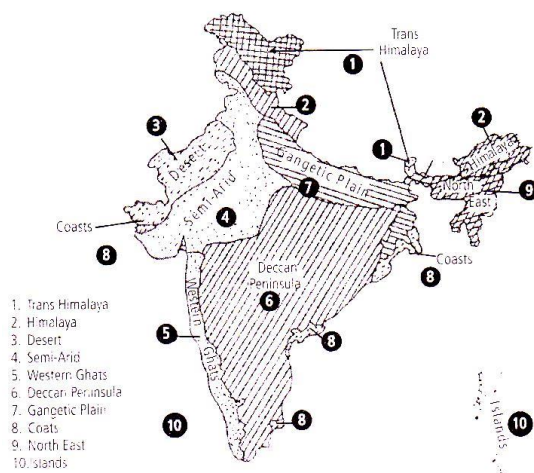 Trans
Himalaya
1
2
3
Desert
2
1
Himalaya
Gangetic Plain
7
North
East
9
Semi-Arid
4
Coasts
8
Coasts
8
Deccan
Peninsula
6
Western Ghats
5
8
8
10
Islands
10
1. Trans Himalaya
2. Himalaya
3. Desert
4. Semi-Arid
5. Western Ghats
6. Deccan Peninsula
7. Gangetic Plain
8. Coats
9. North East
10. Islands